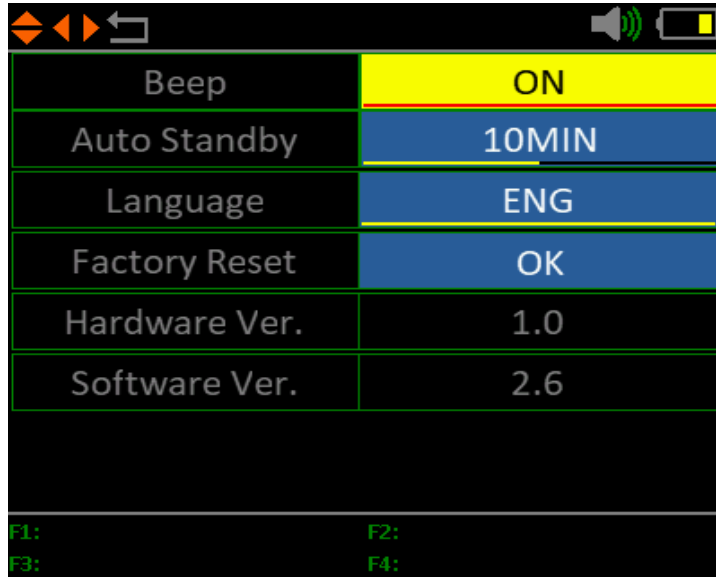 Beep ON
Auto Standby 10MIN
Language ENG
Factory Reset OK
Hardware Ver. 1.0
Software Ver. 2.6
F1: F2:
F3: F4: